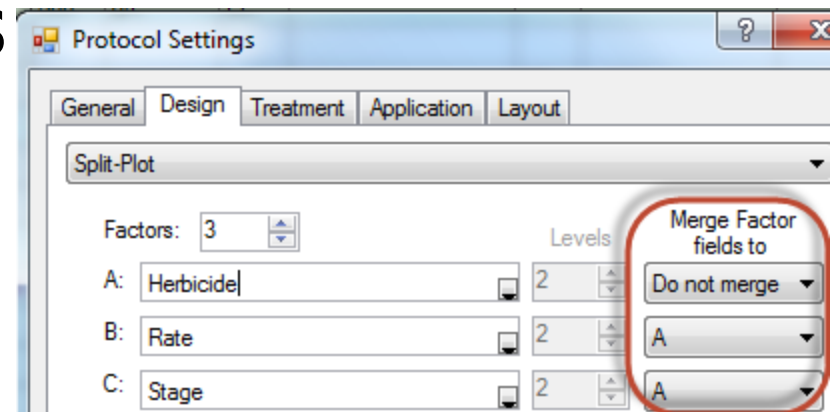 Protocol Settings
General Design Treatment Application Layout
Split-Plot
Factors: 3 Levels Merge Factor fields to
A: Herbicide 2 Do not merge
B: Rate 2 A
C: Stage 2 A